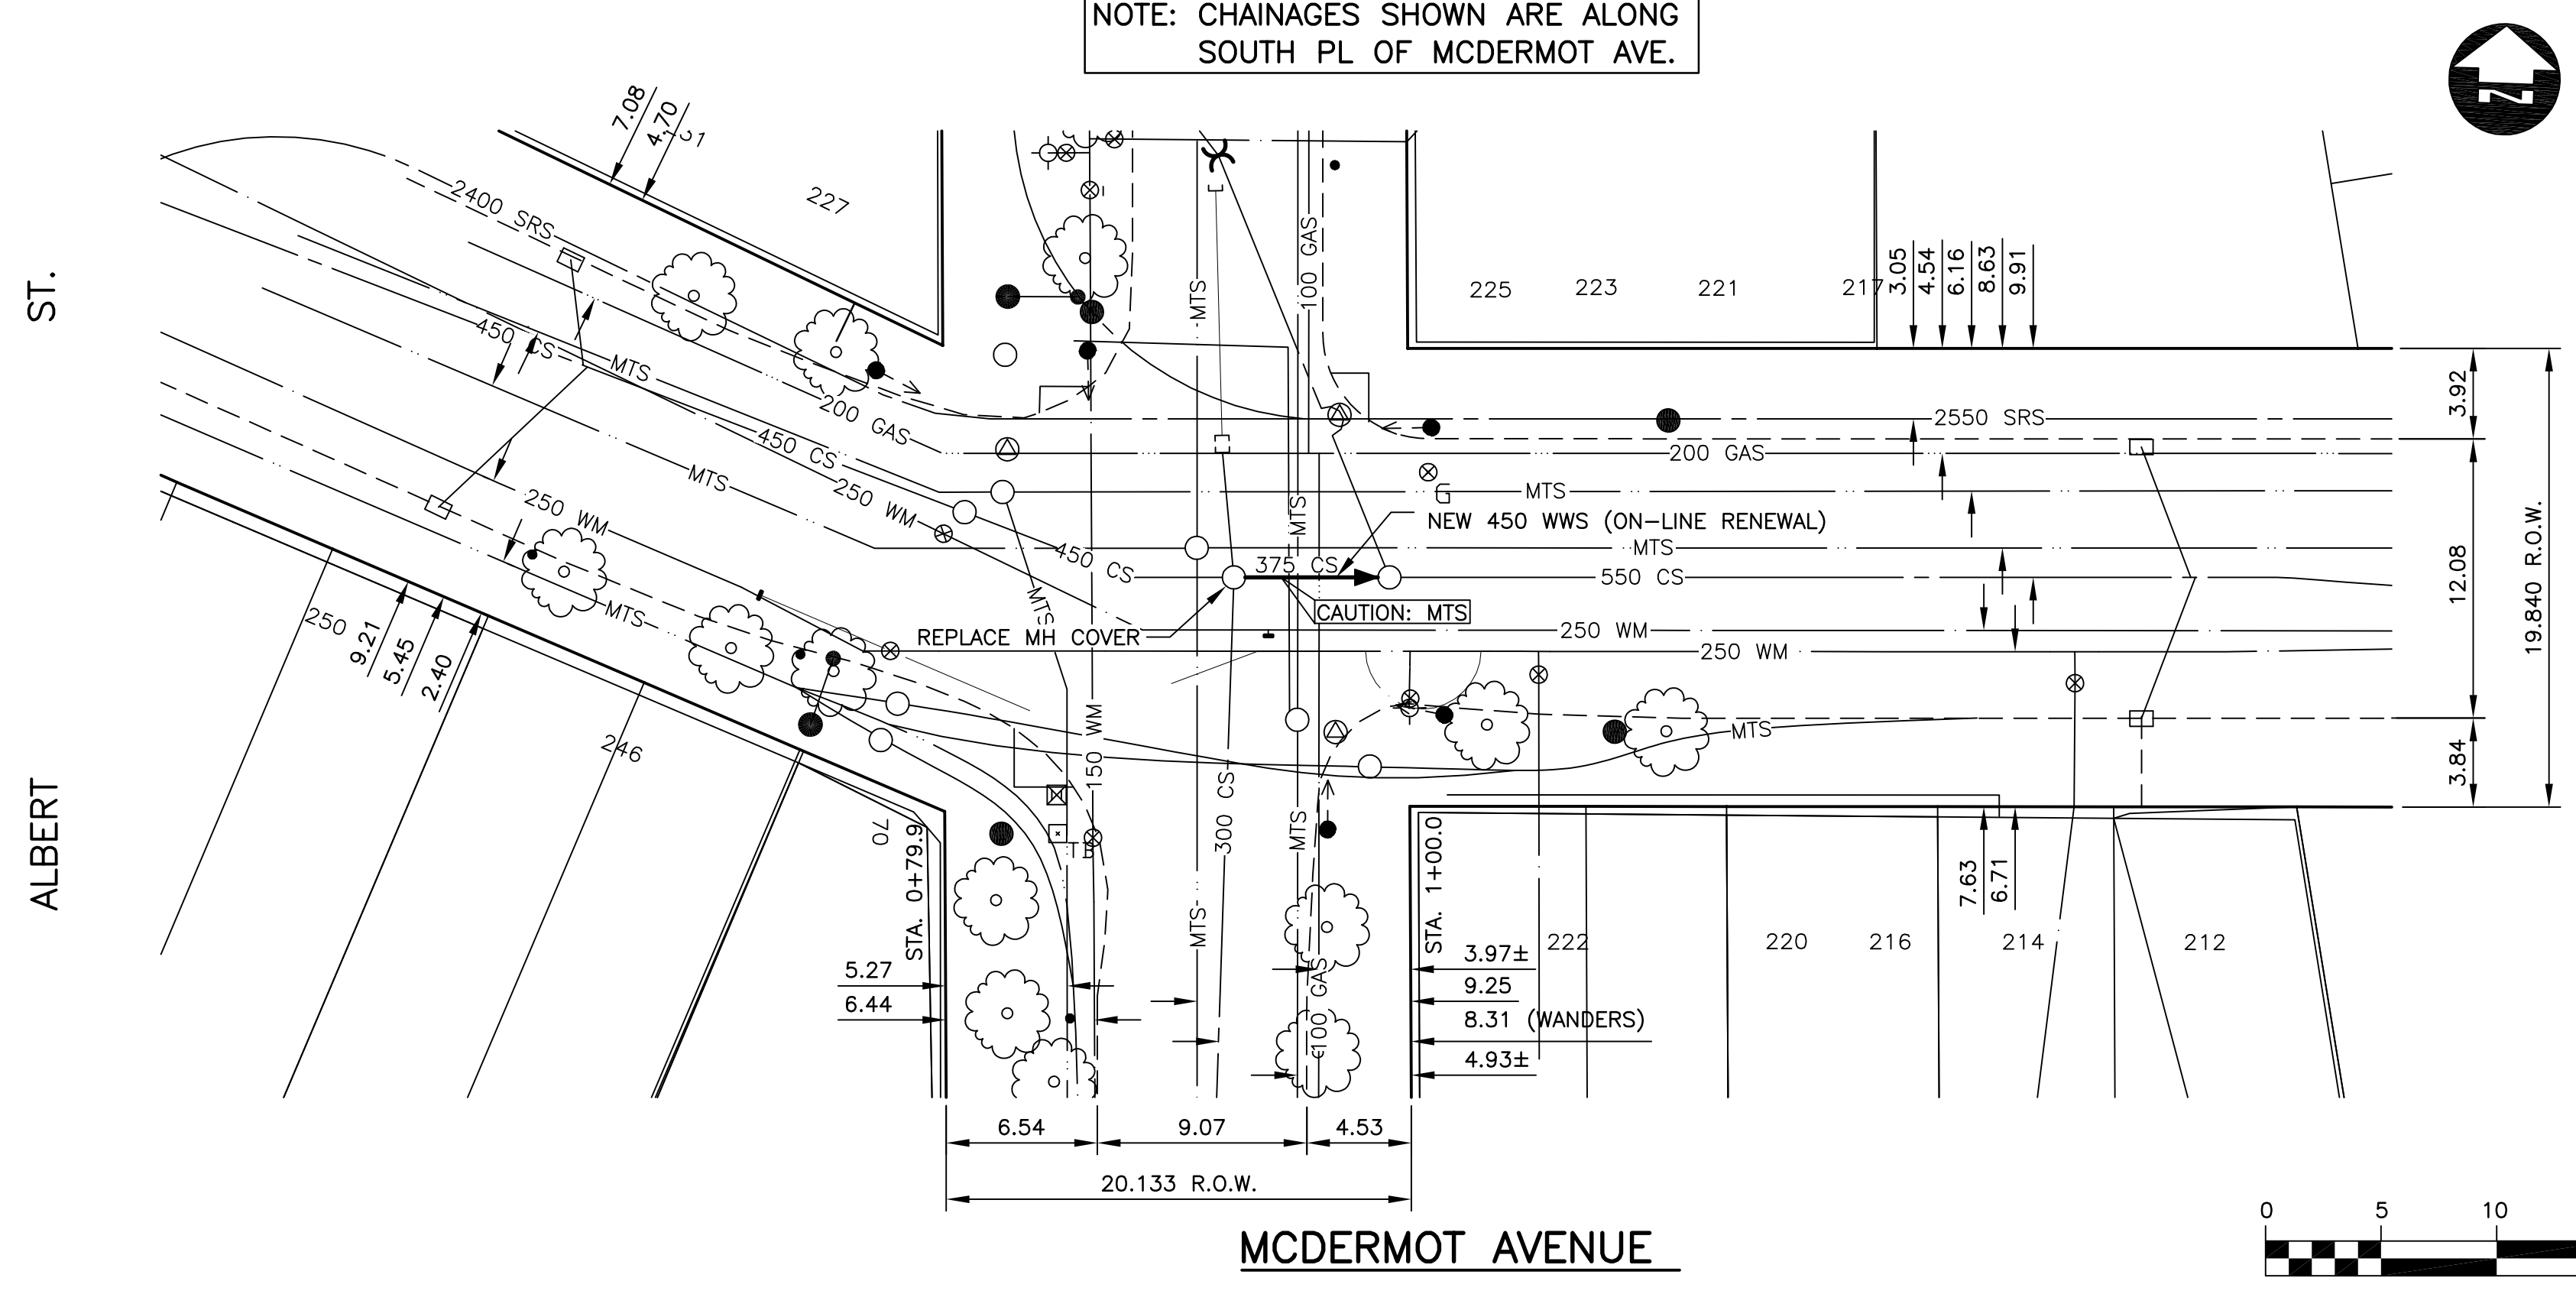 NOTE: CHAINAGES SHOWN ARE ALONG
SOUTH PL OF MCDERMOT AVE.
N
7.08
4.70
227
2400 SRS
ST.
100 GAS
MTS
225
223
221
217
3.05
4.54
6.16
8.63
9.91
450 CS
MTS
200 GAS
3.92
2550 SRS
200 GAS
450 CS
MTS
250 WM
250 WM
G
MTS
MTS
NEW 450 WWS (ON-LINE RENEWAL)
19.840 R.O.W.
MTS
450 CS
375 CS
550 CS
12.08
MTS
CAUTION: MTS
MTS
250
REPLACE MH COVER
250 WM
250 WM
9.21
5.45
2.40
246
150 WM
MTS
3.84
300 CS
MTS
ALBERT
70
TB
STA. 0+79.9
STA. 1+00.0
7.63
6.71
MTS
222
220
216
214
212
5.27
3.97±
100 GAS
6.44
9.25
8.31 (WANDERS)
4.93±
6.54
9.07
4.53
20.133 R.O.W.
0
5
10
MCDERMOT AVENUE